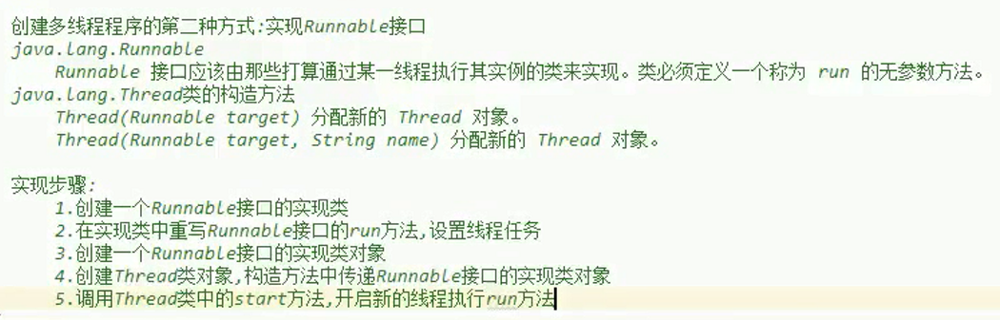 创建多线程程序的第二种方式:实现Runnable接口
java.lang.Runnable
Runnable 接口应该由那些打算通过某一线程执行其实例的类来实现。类必须定义一个称为 run 的无参数方法。
java.lang.Thread类的构造方法
Thread(Runnable target) 分配新的 Thread 对象。
Thread(Runnable target, String name) 分配新的 Thread 对象。
实现步骤:
1.创建一个Runnable接口的实现类
2.在实现类中重写Runnable接口的run方法,设置线程任务
3.创建一个Runnable接口的实现类对象
4.创建Thread类对象,构造方法中传递Runnable接口的实现类对象
5.调用Thread类中的start方法,开启新的线程执行run方法